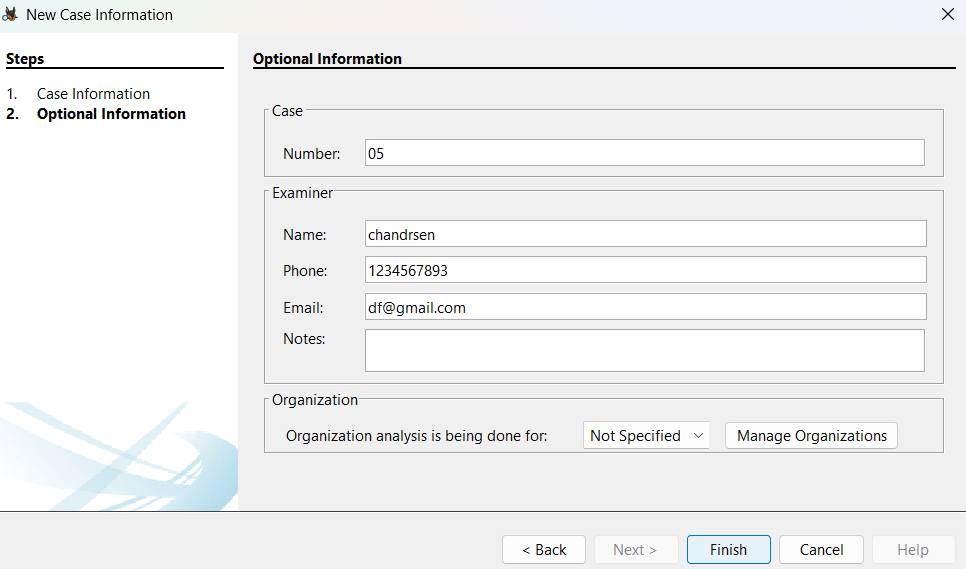 New Case Information
Steps
1. Case Information
2. Optional Information
Optional Information
Case
Number: 05
Examiner
Name: chandrsen
Phone: 1234567893
Email: df@gmail.com
Notes:
Organization
Organization analysis is being done for: Not Specified Manage Organizations
< Back Next > Finish Cancel Help